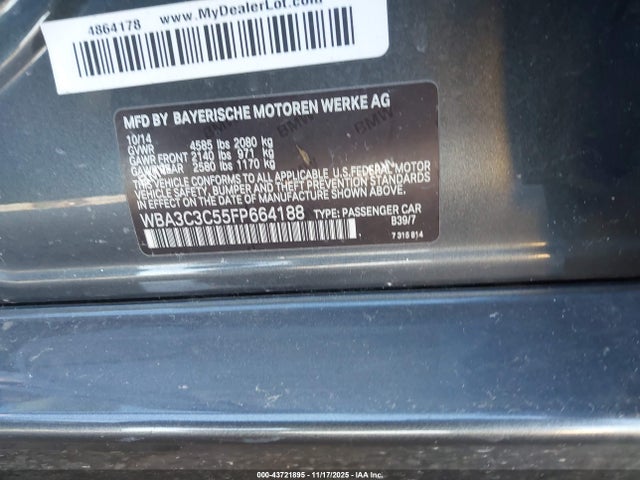 4864178 www.MyDealerLot.com
MFD BY BAYERISCHE MOTOREN WERKE AG
10/14
GVWR 4585 lbs 2080 kg
GAWR FRONT 2140 lbs 971 kg
GAWR REAR 2580 lbs 1170 kg
THIS VEHICLE CONFORMS TO ALL APPLICABLE U.S.FEDERAL MOTOR
VEHICLE SAFETY, BUMPER AND THEFT PREVENTION STANDARDS
IN EFFECT ON THE DATE OF MANUFACTURE SHOWN ABOVE.
WBA3C3C55FP664188 TYPE: PASSENGER CAR
B39/7
7 315 814
000-43721895 - 11/17/2025 - IAA Inc.